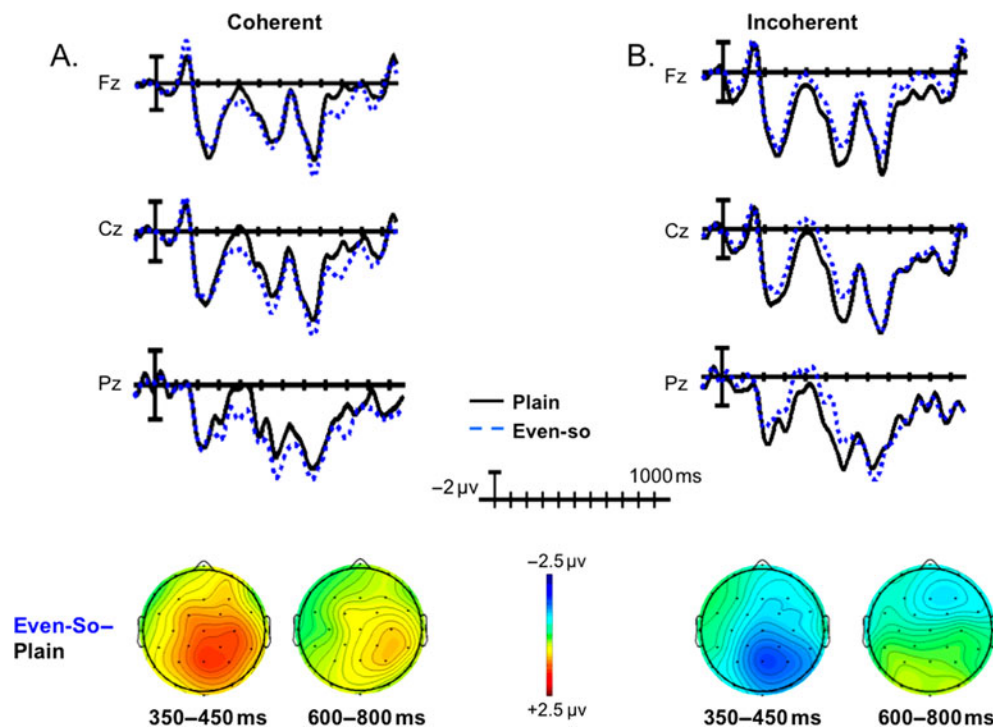 Coherent
Incoherent
A.
B.
Fz
Fz
Cz
Cz
Pz
Pz
Plain
Even-so
−2 μv
1000 ms
−2.5 μv
Even-So–
Plain
+2.5 μv
350–450 ms
600–800 ms
350–450 ms
600–800 ms